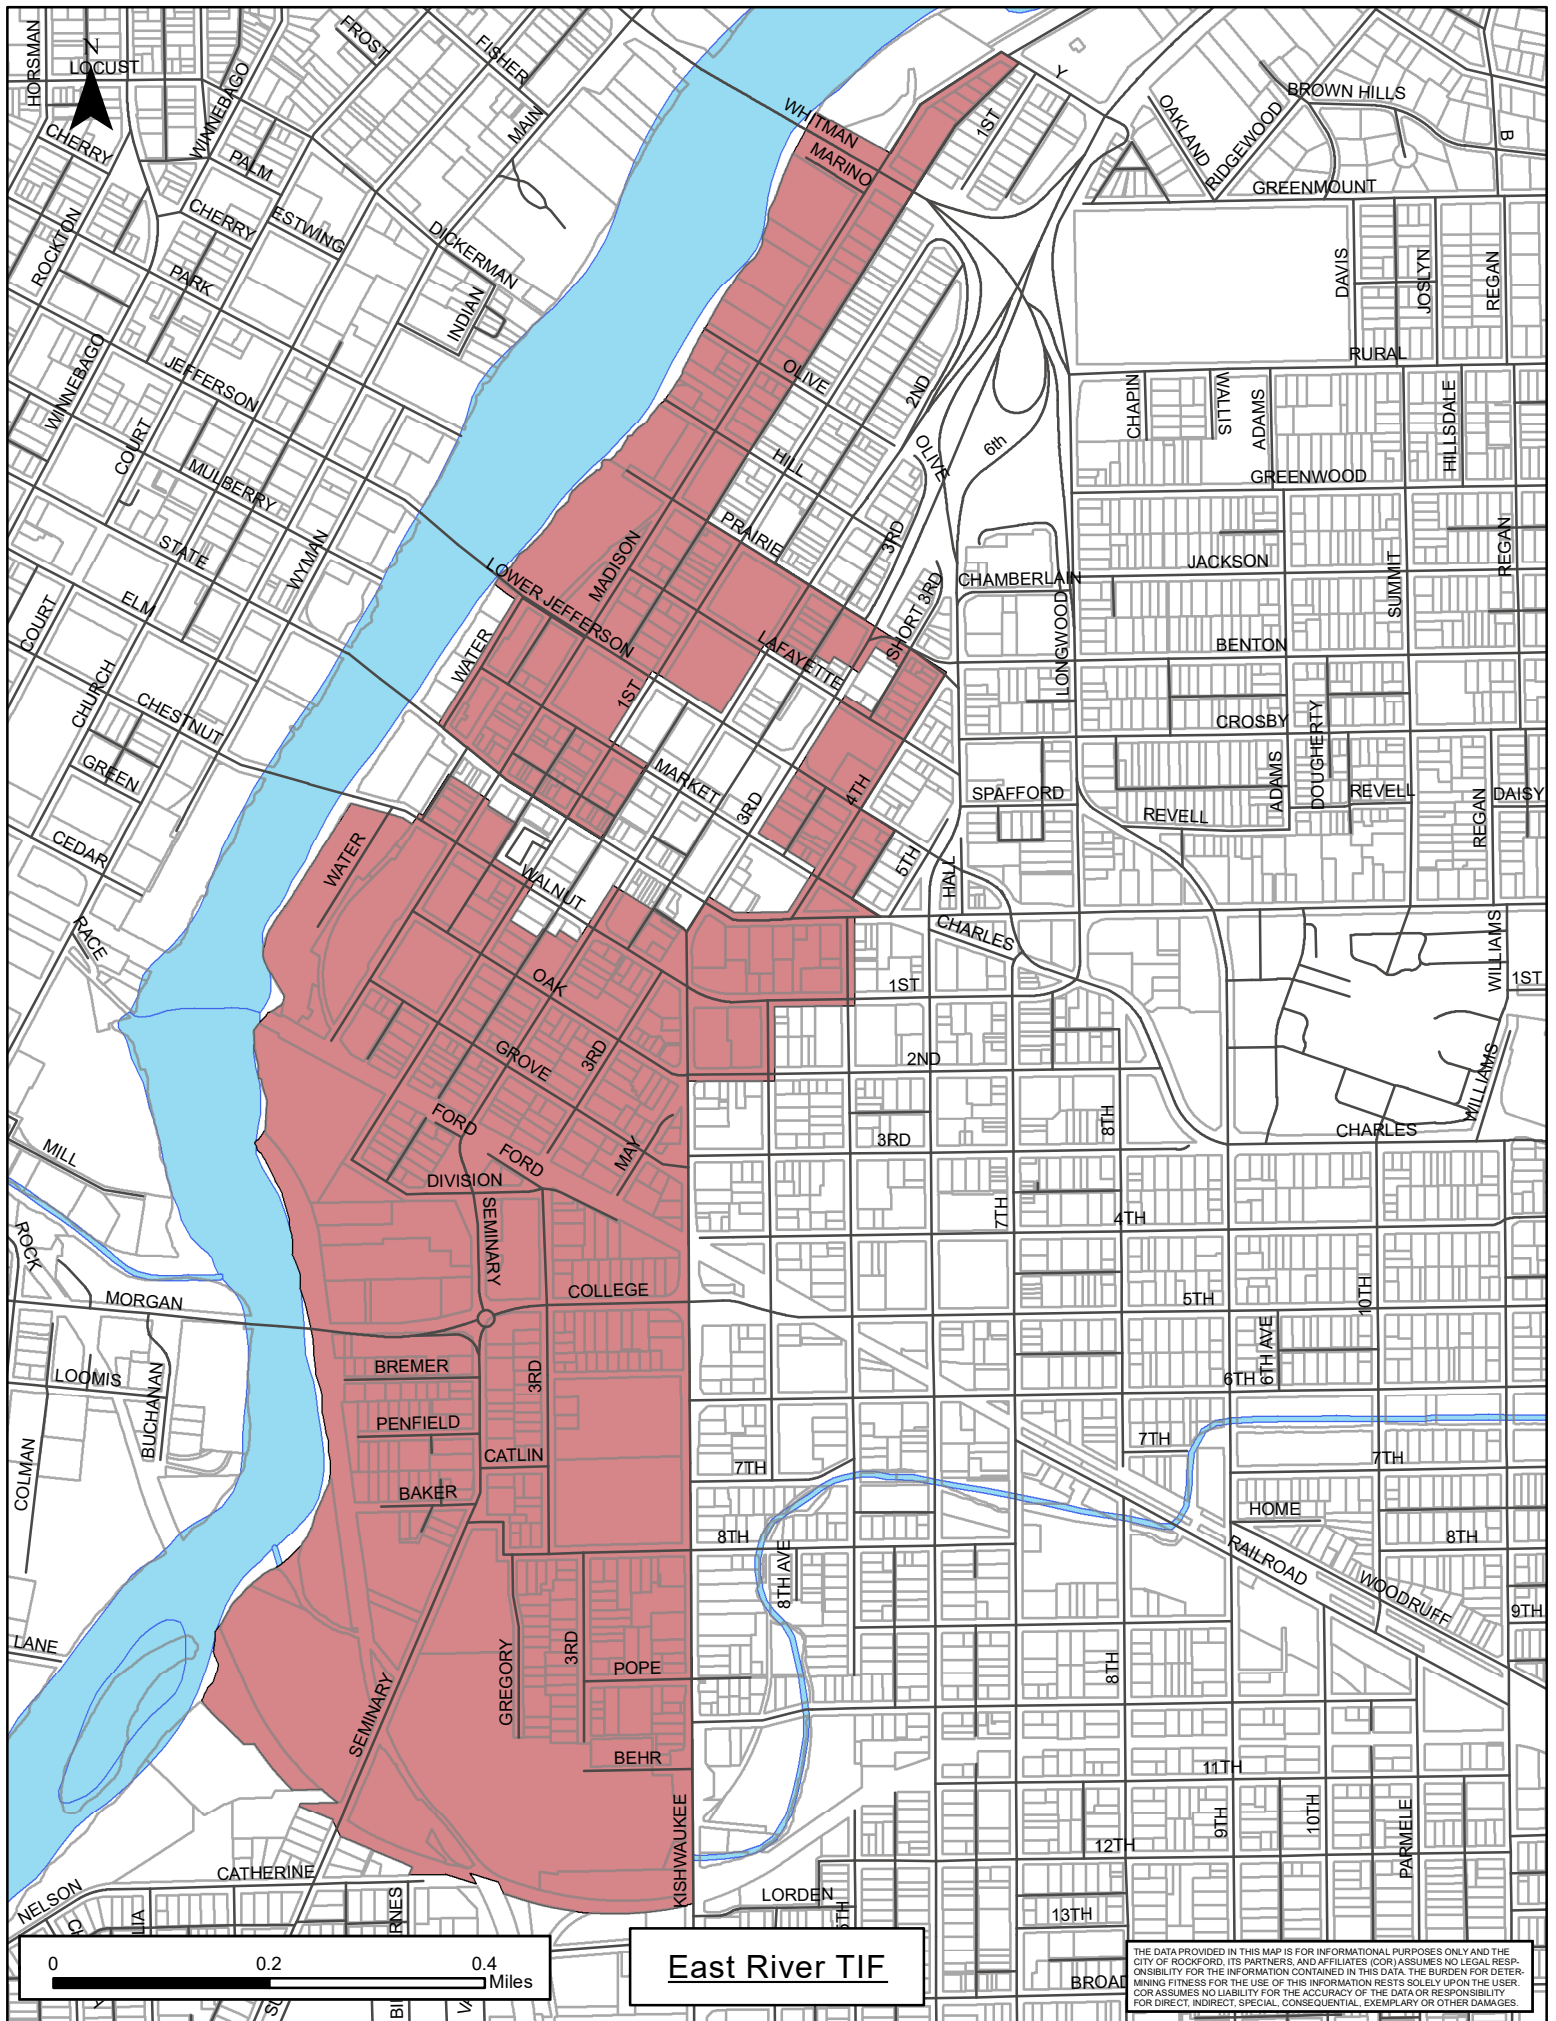 HORSMAN
N
LOCUST
FROST
FISHER
WINNEBAGO
MAIN
Y
BROWN HILLS
OAKLAND
RIDGEWOOD
B
CHERRY
PALM
WHITMAN
MARINO
1ST
GREENMOUNT
ROCKTON
CHERRY
ESTWING
DICKERMAN
PARK
INDIAN
DAVIS
JOSLYN
REGAN
WINNEBAGO
JEFFERSON
OLIVE
2ND
RURAL
CHAPIN
WALLIS
ADAMS
HILLSDALE
COURT
MULBERRY
HILL
OLIVE
6th
GREENWOOD
STATE
WYMAN
PRAIRIE
3RD
REGAN
MADISON
JACKSON
LOWER JEFFERSON
CHAMBERLAIN
SUMMIT
COURT
ELM
SHORT 3RD
LONGWOOD
WATER
LAFAYETTE
BENTON
CHURCH
CHESTNUT
1ST
CROSBY
DOUGHERTY
GREEN
MARKET
3RD
4TH
ADAMS
SPAFFORD
REVELL
REVELL
REGAN
DAISY
CEDAR
WATER
WALNUT
5TH
HALL
RACE
CHARLES
WILLIAMS
OAK
1ST
1ST
GROVE
3RD
2ND
WILLIAMS
FORD
MAY
8TH
CHARLES
3RD
MILL
FORD
DIVISION
SEMINARY
7TH
4TH
ROCK
MORGAN
COLLEGE
5TH
10TH
LOOMIS
BUCHANAN
BREMER
3RD
6TH
6TH AVE
PENFIELD
COLMAN
CATLIN
7TH
7TH
7TH
BAKER
8TH
8TH AVE
HOME
8TH
RAILROAD
WOODRUFF
9TH
LANE
GREGORY
3RD
POPE
8TH
SEMINARY
BEHR
11TH
KISHWAUKEE
9TH
10TH
PARMELE
12TH
CATHERINE
NELSON
LORDEN
13TH
BROAD
0 0.2 0.4
Miles
East River TIF
THE DATA PROVIDED IN THIS MAP IS FOR INFORMATIONAL PURPOSES ONLY AND THE
CITY OF ROCKFORD, ITS PARTNERS, AND AFFILIATES (COR) ASSUMES NO LEGAL RESP-
ONSIBILITY FOR THE INFORMATION CONTAINED IN THIS DATA. THE BURDEN FOR DETER-
MINING FITNESS FOR THE USE OF THIS INFORMATION RESTS SOLELY UPON THE USER.
COR ASSUMES NO LIABILITY FOR THE ACCURACY OF THE DATA OR RESPONSIBILITY
FOR DIRECT, INDIRECT, SPECIAL, CONSEQUENTIAL, EXEMPLARY OR OTHER DAMAGES.